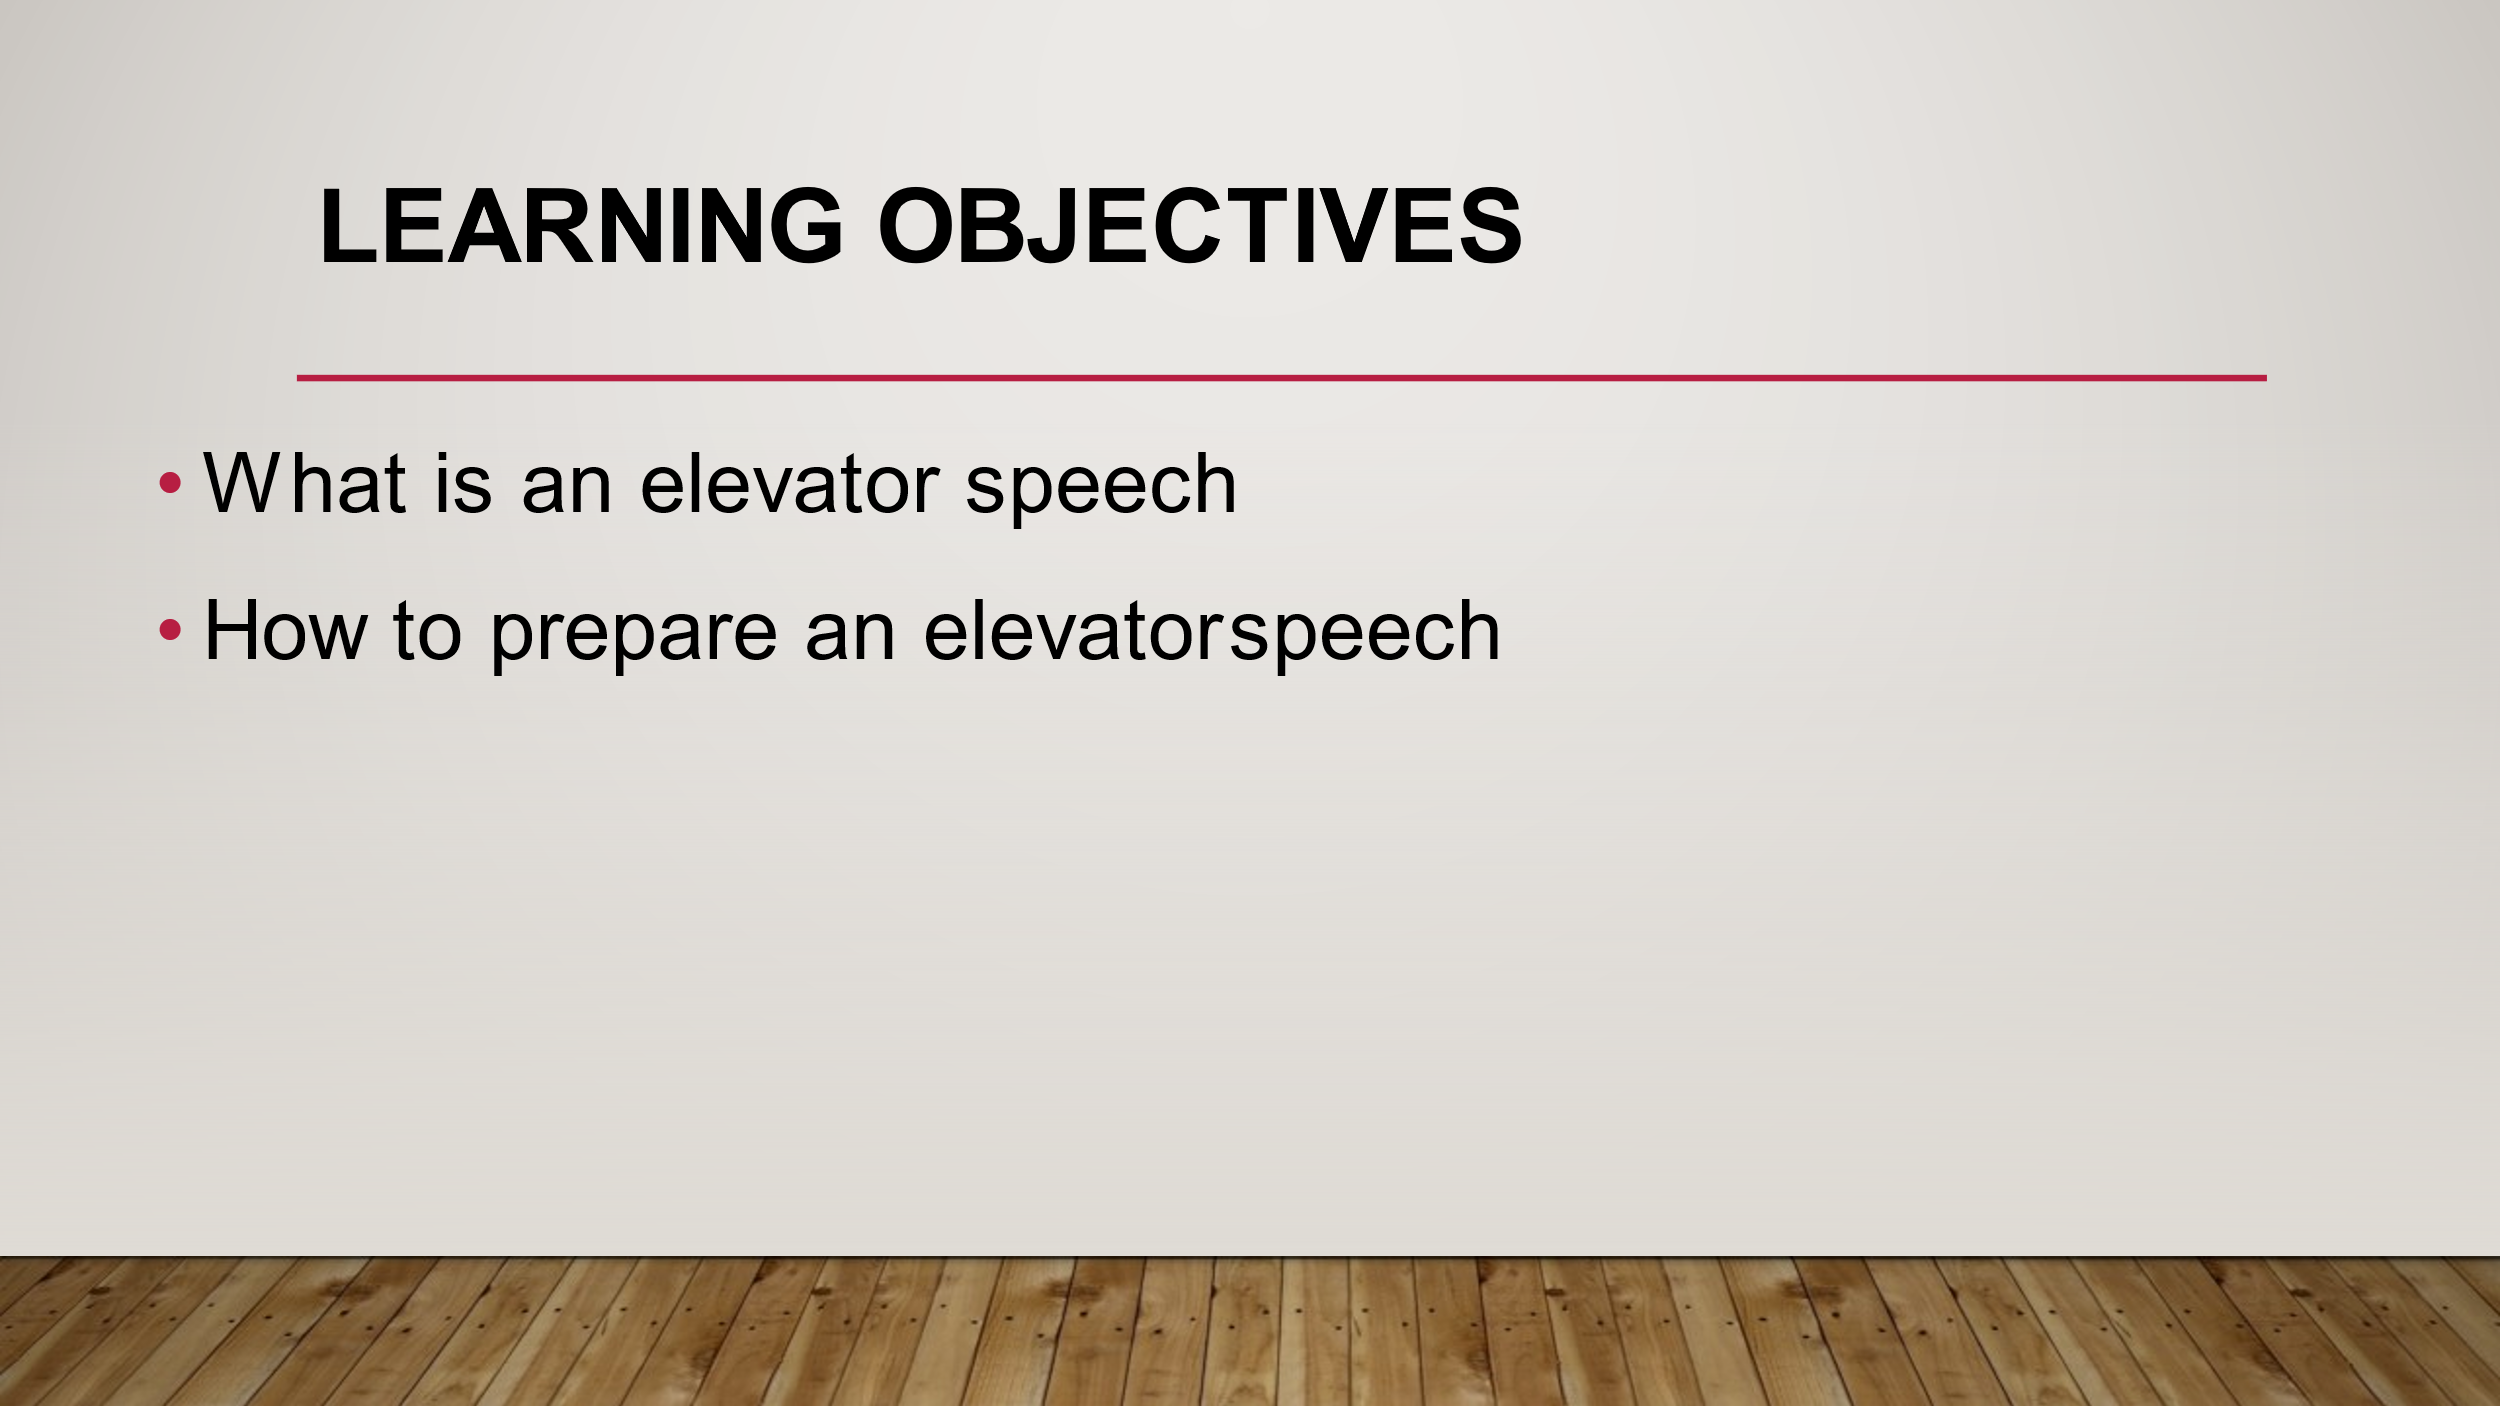 LEARNING OBJECTIVES
• What is an elevator speech
• How to prepare an elevatorspeech